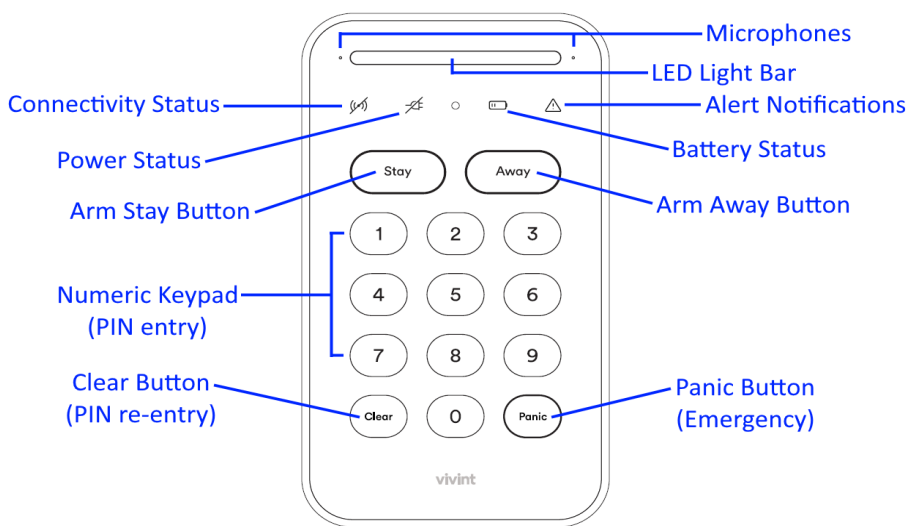 Microphones
LED Light Bar
Connectivity Status
Alert Notifications
Power Status
Battery Status
Stay
Away
Arm Stay Button
Arm Away Button
1 2 3
Numeric Keypad
(PIN entry)
4 5 6
7 8 9
Clear Button
(PIN re-entry)
Panic Button
(Emergency)
Clear 0 Panic
vivint